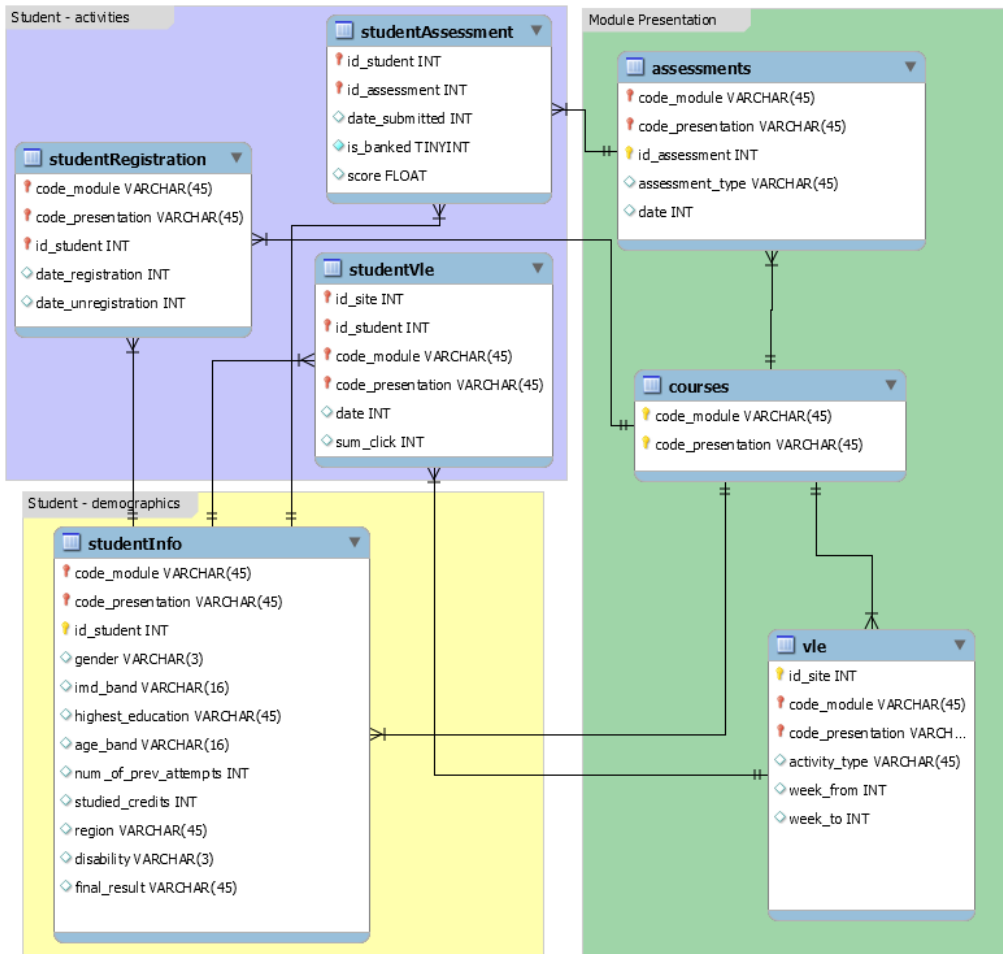 Student - activities
studentAssessment
id_student INT
id_assessment INT
date_submitted INT
is_banked TINYINT
score FLOAT
studentRegistration
code_module VARCHAR(45)
code_presentation VARCHAR(45)
id_student INT
date_registration INT
date_unregistration INT
studentVle
id_site INT
id_student INT
code_module VARCHAR(45)
code_presentation VARCHAR(45)
date INT
sum_click INT
Student - demographics
studentInfo
code_module VARCHAR(45)
code_presentation VARCHAR(45)
id_student INT
gender VARCHAR(3)
imd_band VARCHAR(16)
highest_education VARCHAR(45)
age_band VARCHAR(16)
num_of_prev_attempts INT
studied_credits INT
region VARCHAR(45)
disability VARCHAR(3)
final_result VARCHAR(45)
Module Presentation
assessments
code_module VARCHAR(45)
code_presentation VARCHAR(45)
id_assessment INT
assessment_type VARCHAR(45)
date INT
courses
code_module VARCHAR(45)
code_presentation VARCHAR(45)
vle
id_site INT
code_module VARCHAR(45)
code_presentation VARCH...
activity_type VARCHAR(45)
week_from INT
week_to INT